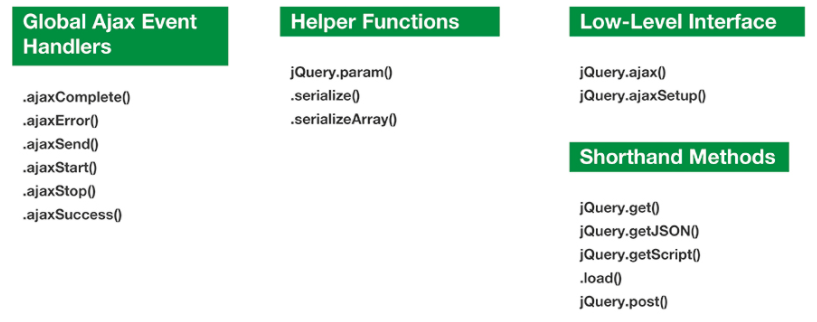 Global Ajax Event
Handlers
.ajaxComplete()
.ajaxError()
.ajaxSend()
.ajaxStart()
.ajaxStop()
.ajaxSuccess()
Helper Functions
jQuery.param()
.serialize()
.serializeArray()
Low-Level Interface
jQuery.ajax()
jQuery.ajaxSetup()
Shorthand Methods
jQuery.get()
jQuery.getJSON()
jQuery.getScript()
.load()
jQuery.post()